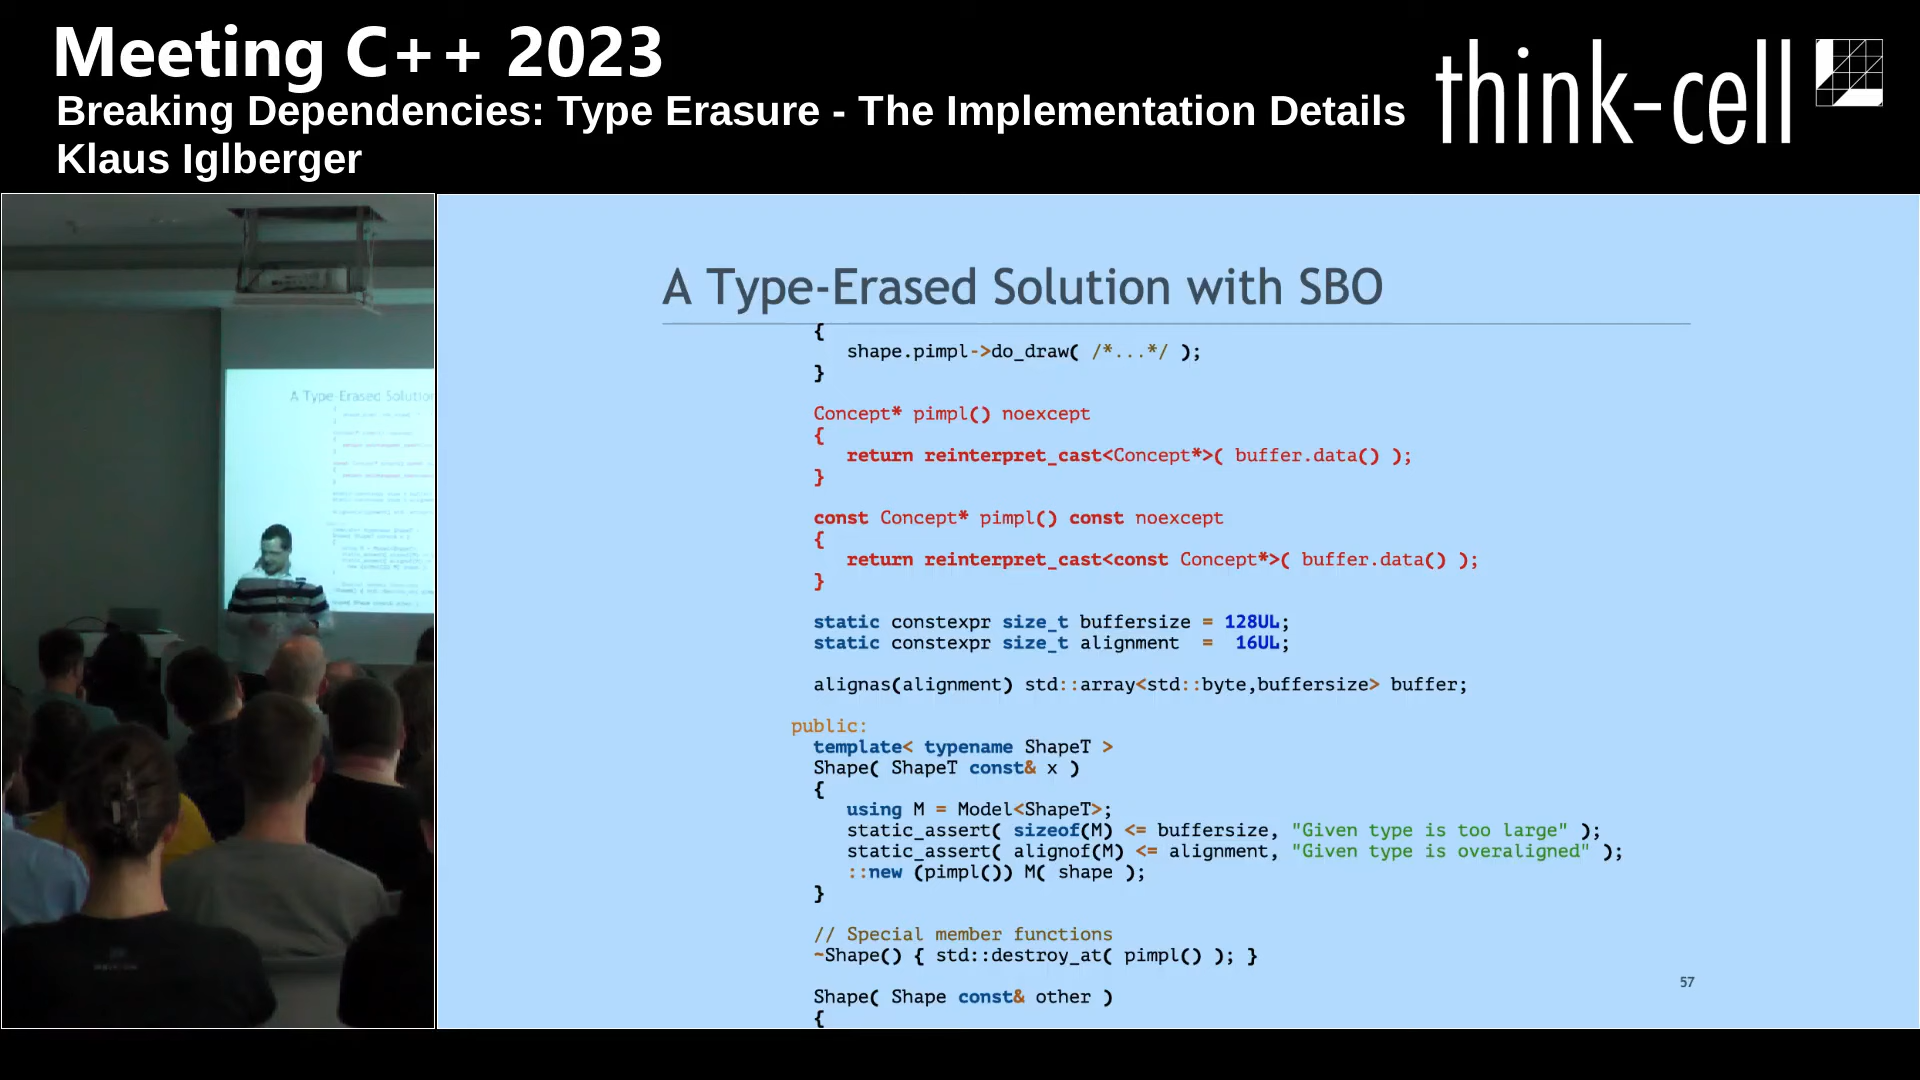 Meeting C++ 2023
Breaking Dependencies: Type Erasure - The Implementation Details
Klaus Iglberger
think-cell
A Type-Erased Solution with SBO
{
shape.pimpl->do_draw( /*...*/ );
}
Concept* pimpl() noexcept
{
return reinterpret_cast<Concept*>( buffer.data() );
}
const Concept* pimpl() const noexcept
{
return reinterpret_cast<const Concept*>( buffer.data() );
}
static constexpr size_t buffersize = 128UL;
static constexpr size_t alignment = 16UL;
alignas(alignment) std::array<std::byte,buffersize> buffer;
public:
template< typename ShapeT >
Shape( ShapeT const& x )
{
using M = Model<ShapeT>;
static_assert( sizeof(M) <= buffersize, "Given type is too large" );
static_assert( alignof(M) <= alignment, "Given type is overaligned" );
::new (pimpl()) M( shape );
}
// Special member functions
~Shape() { std::destroy_at( pimpl() ); }
Shape( Shape const& other )
{
57
A Type-Erased Solution